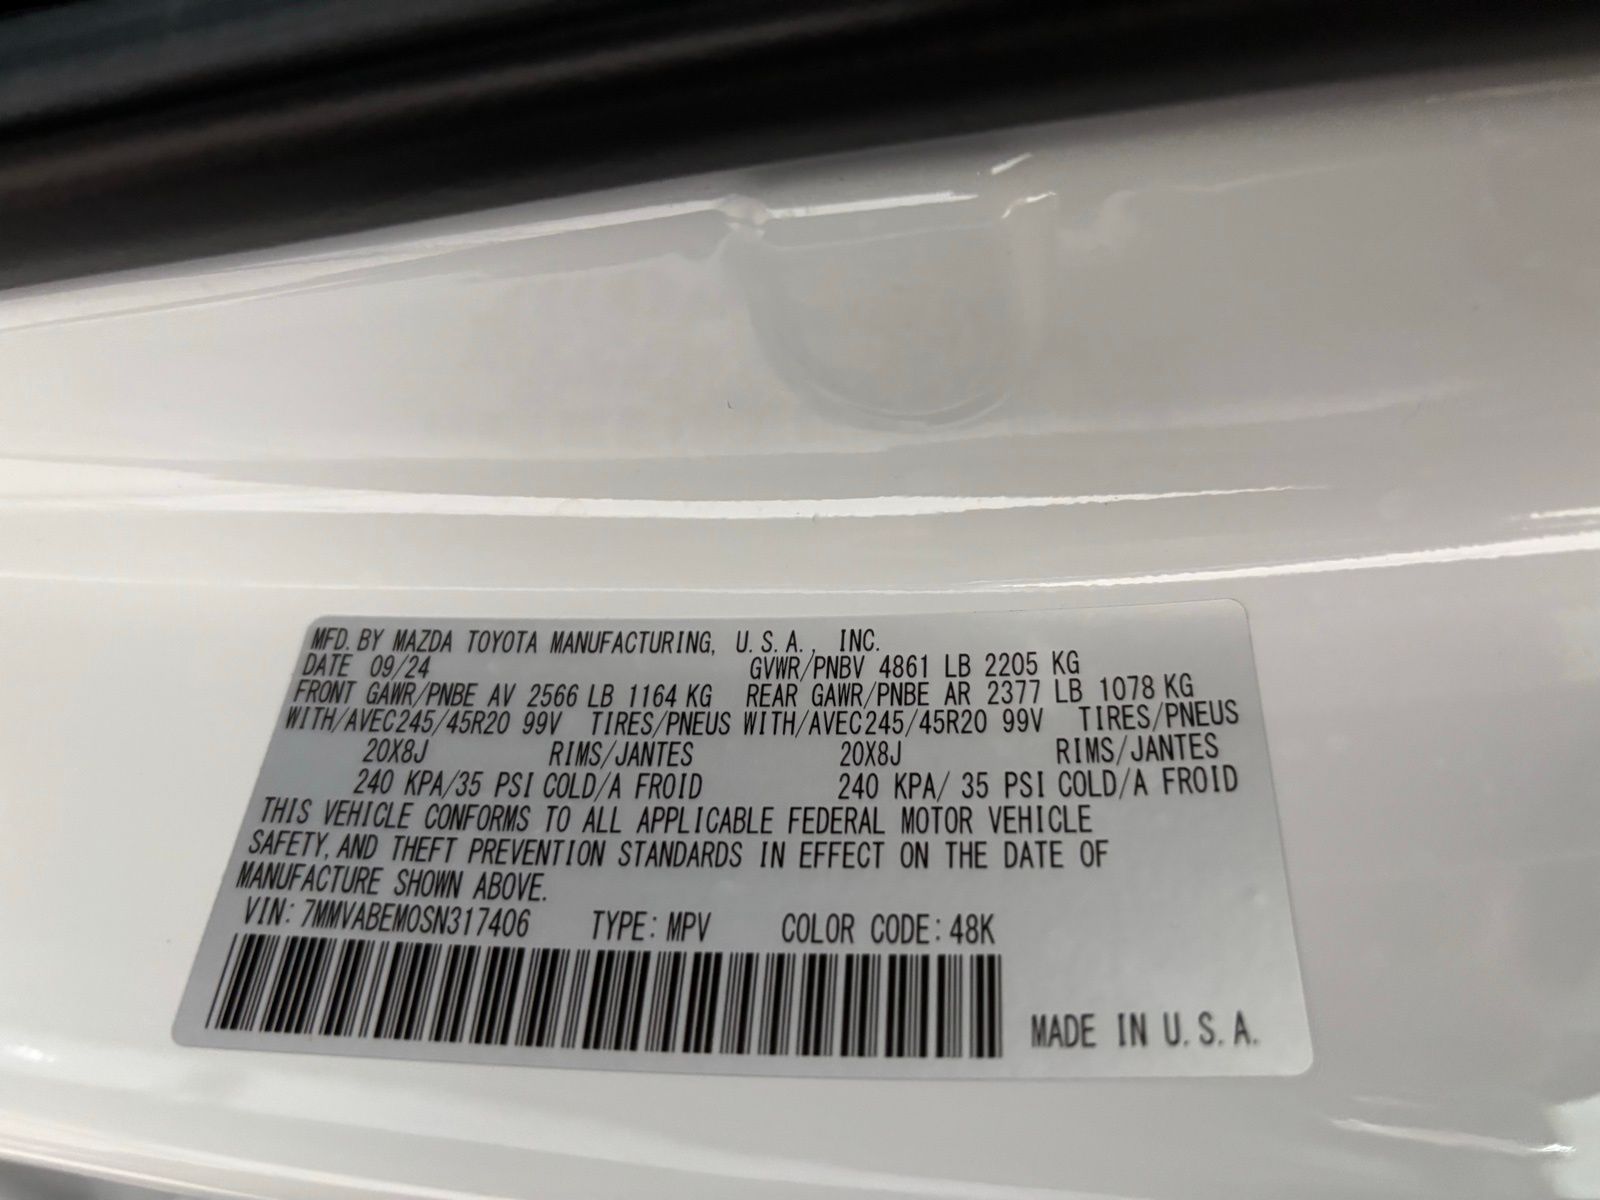 MFD. BY MAZDA TOYOTA MANUFACTURING, U.S.A., INC.
DATE 09/24 GVWR/PNBV 4861 LB 2205 KG
FRONT GAWR/PNBE AV 2566 LB 1164 KG REAR GAWR/PNBE AR 2377 LB 1078 KG
WITH/AVEC245/45R20 99V TIRES/PNEUS WITH/AVEC245/45R20 99V TIRES/PNEUS
20X8J RIMS/JANTES 20X8J RIMS/JANTES
240 KPA/35 PSI COLD/A FROID 240 KPA/ 35 PSI COLD/A FROID
THIS VEHICLE CONFORMS TO ALL APPLICABLE FEDERAL MOTOR VEHICLE
SAFETY, AND THEFT PREVENTION STANDARDS IN EFFECT ON THE DATE OF
MANUFACTURE SHOWN ABOVE.
VIN: 7MMVABEM0SN317406 TYPE: MPV COLOR CODE: 48K
MADE IN U.S.A.